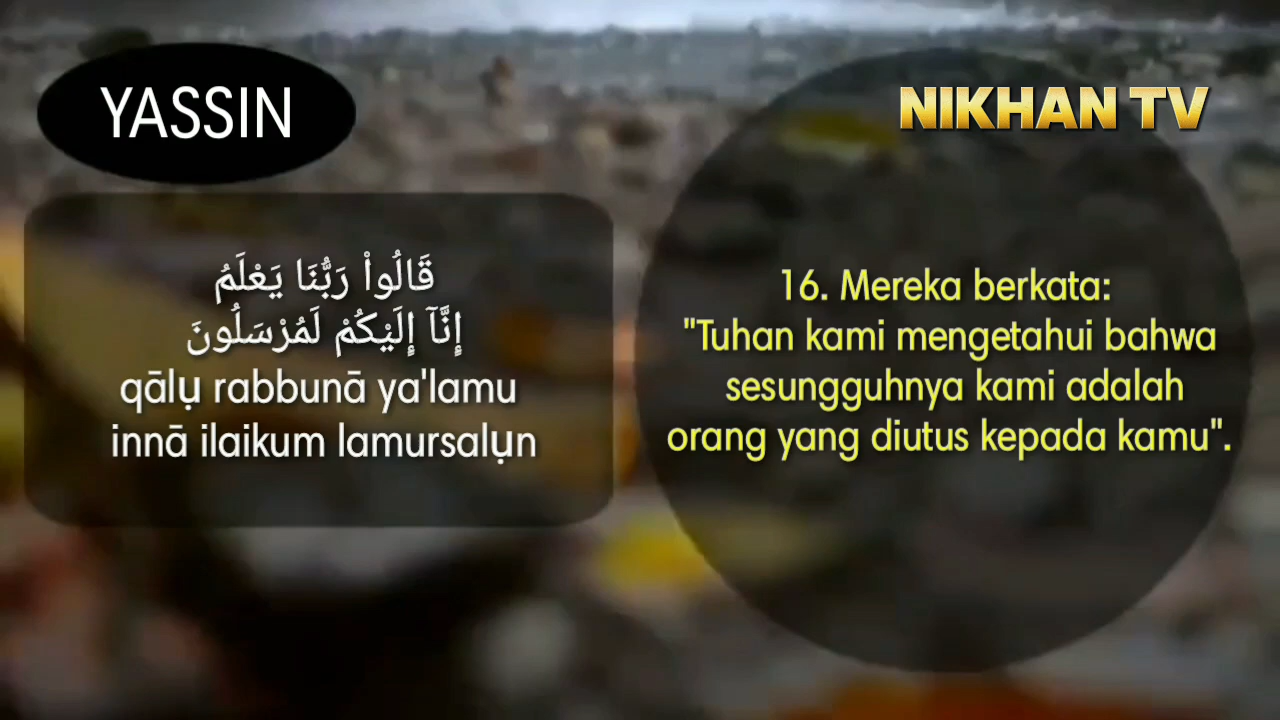 YASSIN
NIKHAN TV
قَالُوا۟ رَبُّنَا يَعْلَمُ
إِنَّآ إِلَيْكُمْ لَمُرْسَلُونَ
qālụ rabbunā ya'lamu
innā ilaikum lamursalụn
16. Mereka berkata:
"Tuhan kami mengetahui bahwa
sesungguhnya kami adalah
orang yang diutus kepada kamu".